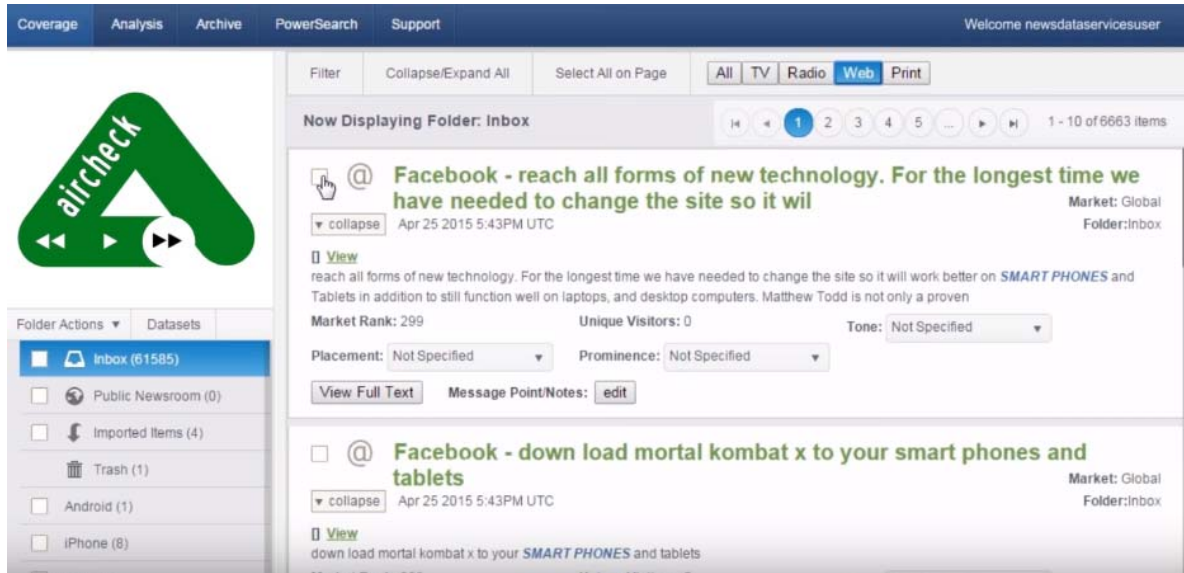 Coverage Analysis Archive PowerSearch Support Welcome newsdataservicesuser
aircheck
Filter Collapse/Expand All Select All on Page All TV Radio Web Print
Now Displaying Folder: Inbox 1 2 3 4 5 ... 1 - 10 of 6663 items
@ Facebook - reach all forms of new technology. For the longest time we
have needed to change the site so it wil
Market: Global
collapse Apr 25 2015 5:43PM UTC Folder:Inbox
[] View
reach all forms of new technology. For the longest time we have needed to change the site so it will work better on SMART PHONES and
Tablets in addition to still function well on laptops, and desktop computers. Matthew Todd is not only a proven
Market Rank: 299 Unique Visitors: 0 Tone: Not Specified
Placement: Not Specified Prominence: Not Specified
View Full Text Message Point/Notes: edit
Folder Actions Datasets
Inbox (61585)
Public Newsroom (0)
Imported Items (4)
Trash (1)
Android (1)
iPhone (8)
@ Facebook - down load mortal kombat x to your smart phones and
tablets
Market: Global
collapse Apr 25 2015 5:43PM UTC Folder:Inbox
[] View
down load mortal kombat x to your SMART PHONES and tablets